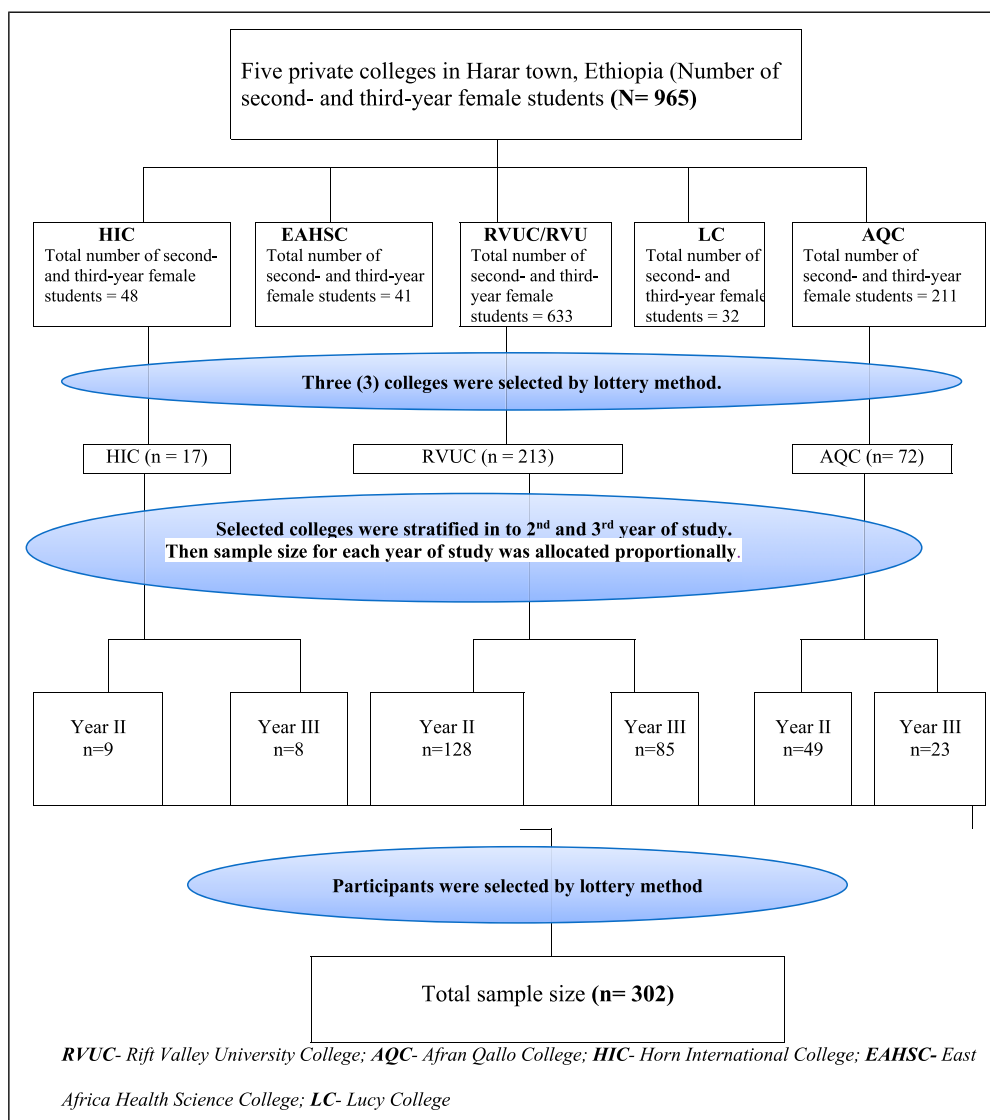 Five private colleges in Harar town, Ethiopia (Number of
second- and third-year female students (N= 965)
HIC
Total number of second-
and third-year female
students = 48
EAHSC
Total number of
second- and third-year
female students = 41
RVUC/RVU
Total number of
second- and third-
year female
students = 633
LC
Total number of
second- and
third-year female
students = 32
AQC
Total number of
second- and third-year
female students = 211
Three (3) colleges were selected by lottery method.
HIC (n = 17)
RVUC (n = 213)
AQC (n= 72)
Selected colleges were stratified in to 2nd and 3rd year of study.
Then sample size for each year of study was allocated proportionally.
Year II
n=9
Year III
n=8
Year II
n=128
Year III
n=85
Year II
n=49
Year III
n=23
Participants were selected by lottery method
Total sample size (n= 302)
RVUC- Rift Valley University College; AQC- Afran Qallo College; HIC- Horn International College; EAHSC- East
Africa Health Science College; LC- Lucy College